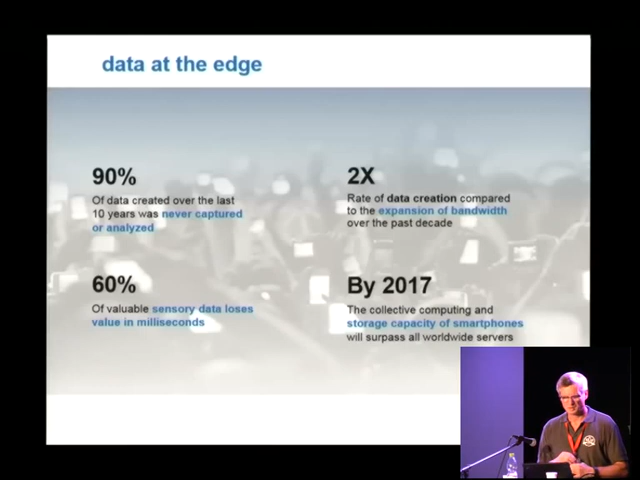 data at the edge
90%
Of data created over the last
10 years was never captured
or analyzed
2X
Rate of data creation compared
to the expansion of bandwidth
over the past decade
60%
Of valuable sensory data loses
value in milliseconds
By 2017
The collective computing and
storage capacity of smartphones
will surpass all worldwide servers